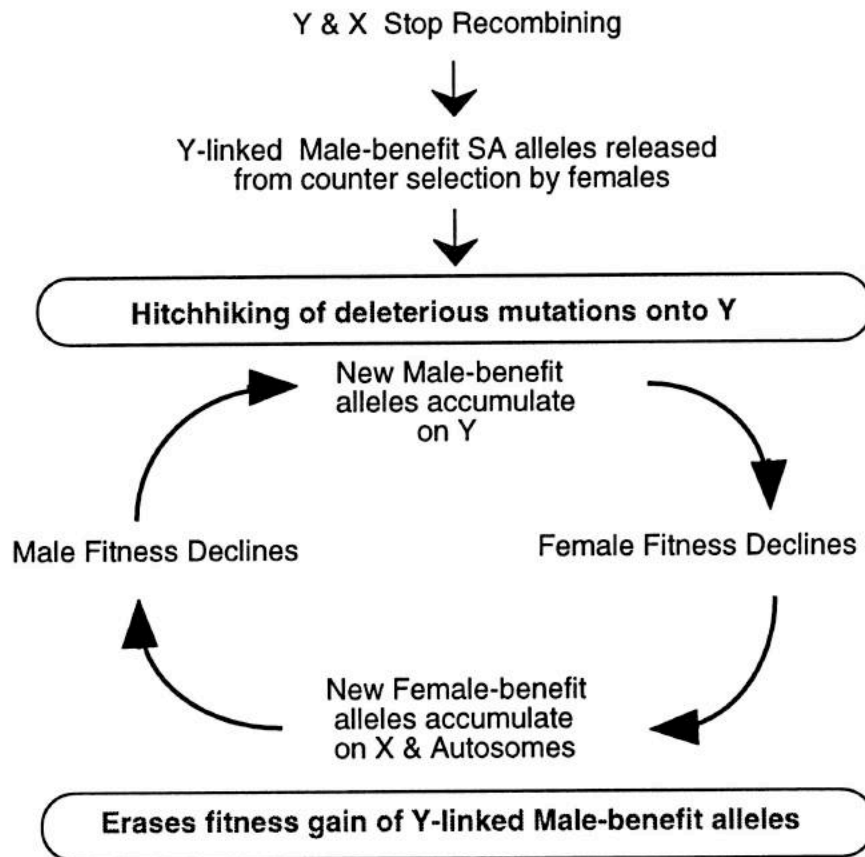 Y & X Stop Recombining
Y-linked Male-benefit SA alleles released
from counter selection by females
Hitchhiking of deleterious mutations onto Y
New Male-benefit
alleles accumulate
on Y
Male Fitness Declines
Female Fitness Declines
New Female-benefit
alleles accumulate
on X & Autosomes
Erases fitness gain of Y-linked Male-benefit alleles